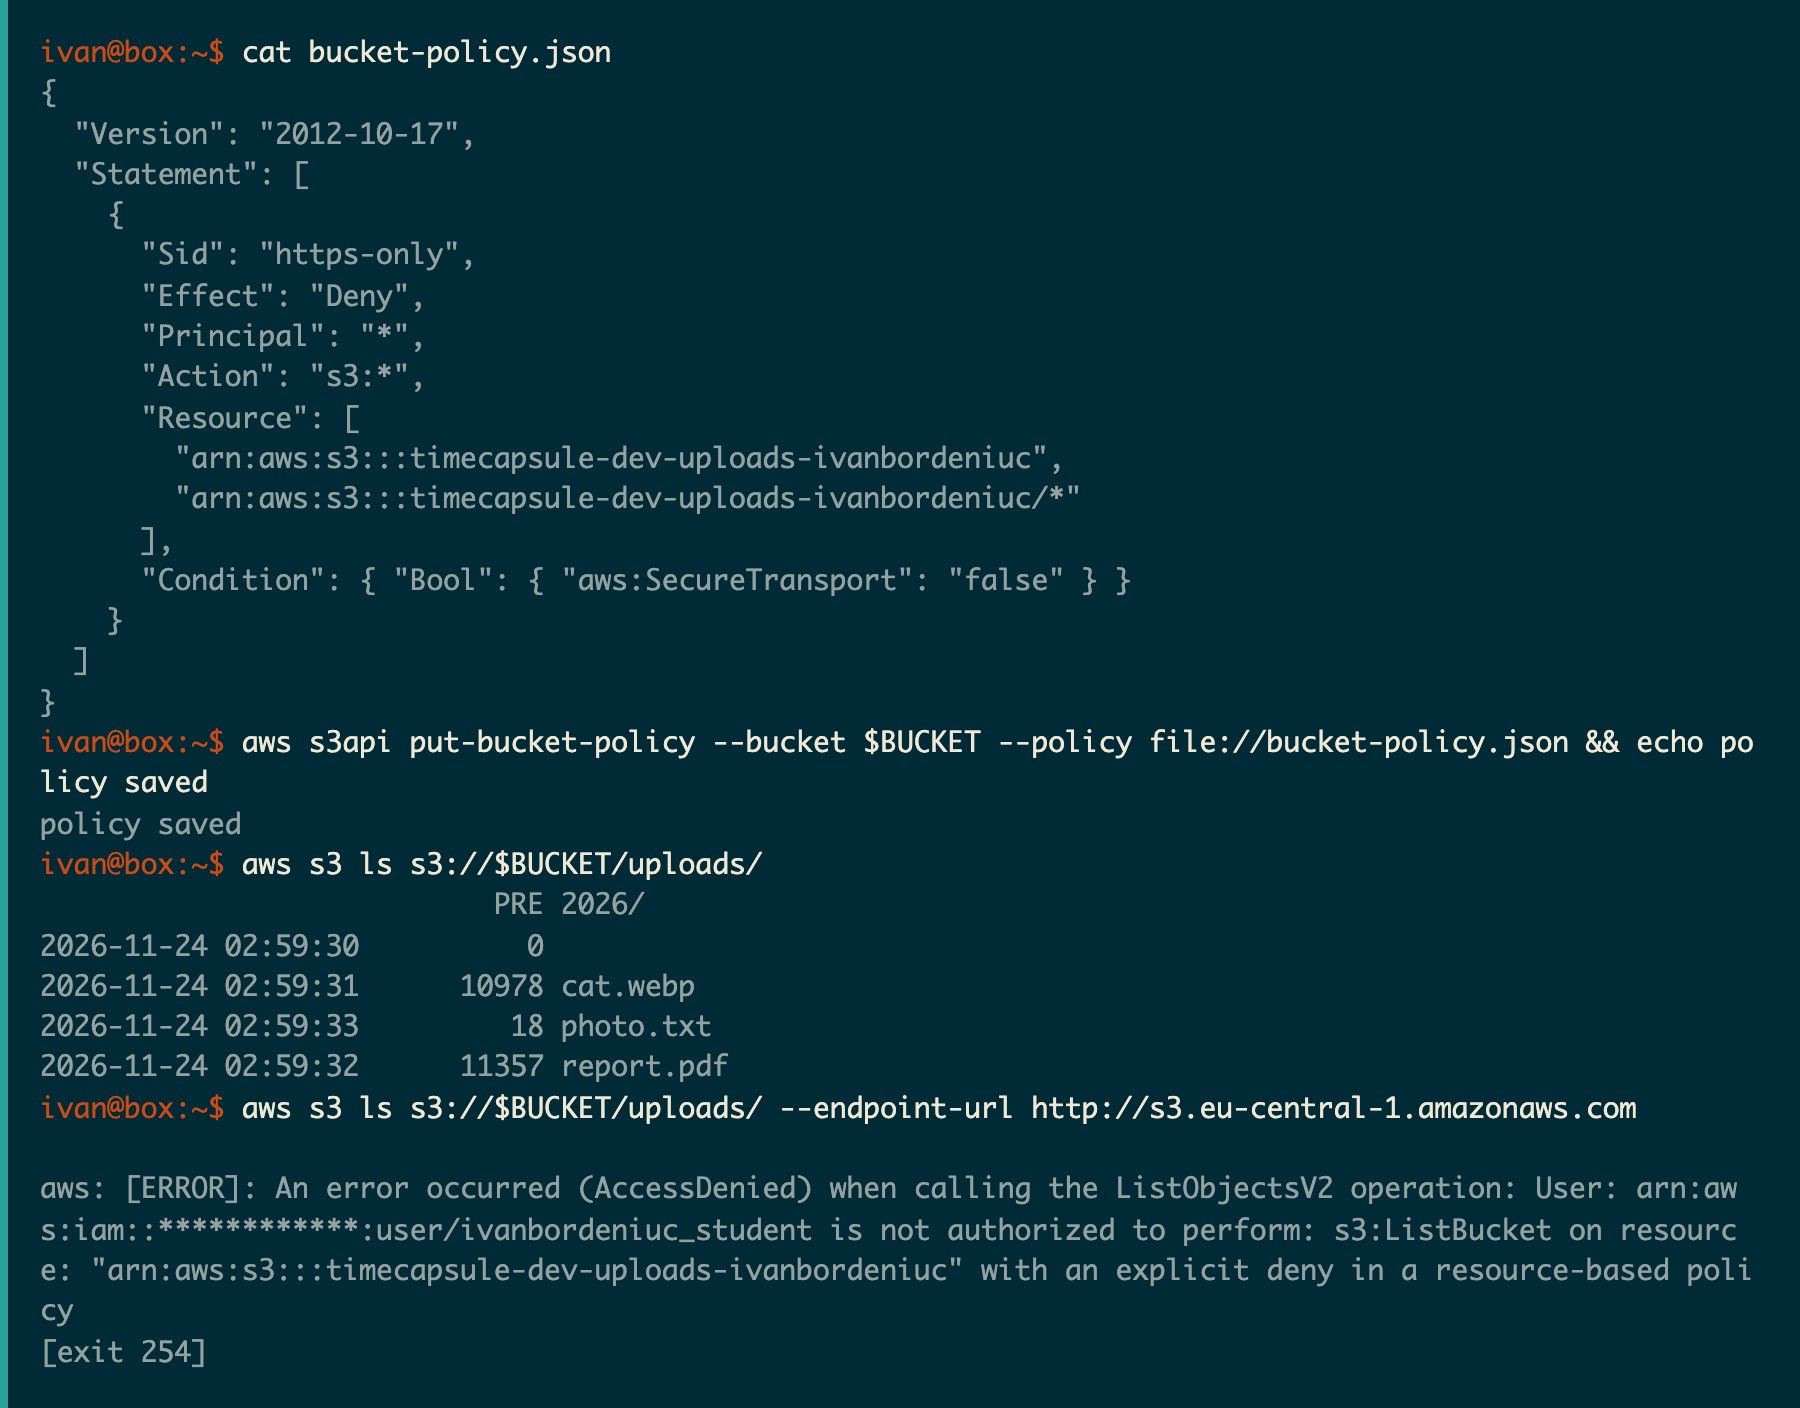 ivan@box:~$ cat bucket-policy.json
{
  "Version": "2012-10-17",
  "Statement": [
    {
      "Sid": "https-only",
      "Effect": "Deny",
      "Principal": "*",
      "Action": "s3:*",
      "Resource": [
        "arn:aws:s3:::timecapsule-dev-uploads-ivanbordeniuc",
        "arn:aws:s3:::timecapsule-dev-uploads-ivanbordeniuc/*"
      ],
      "Condition": { "Bool": { "aws:SecureTransport": "false" } }
    }
  ]
}
ivan@box:~$ aws s3api put-bucket-policy --bucket $BUCKET --policy file://bucket-policy.json && echo po
licy saved
policy saved
ivan@box:~$ aws s3 ls s3://$BUCKET/uploads/
                           PRE 2026/
2026-11-24 02:59:30          0
2026-11-24 02:59:31      10978 cat.webp
2026-11-24 02:59:33         18 photo.txt
2026-11-24 02:59:32      11357 report.pdf
ivan@box:~$ aws s3 ls s3://$BUCKET/uploads/ --endpoint-url http://s3.eu-central-1.amazonaws.com

aws: [ERROR]: An error occurred (AccessDenied) when calling the ListObjectsV2 operation: User: arn:aw
s:iam::************:user/ivanbordeniuc_student is not authorized to perform: s3:ListBucket on resourc
e: "arn:aws:s3:::timecapsule-dev-uploads-ivanbordeniuc" with an explicit deny in a resource-based poli
cy
[exit 254]